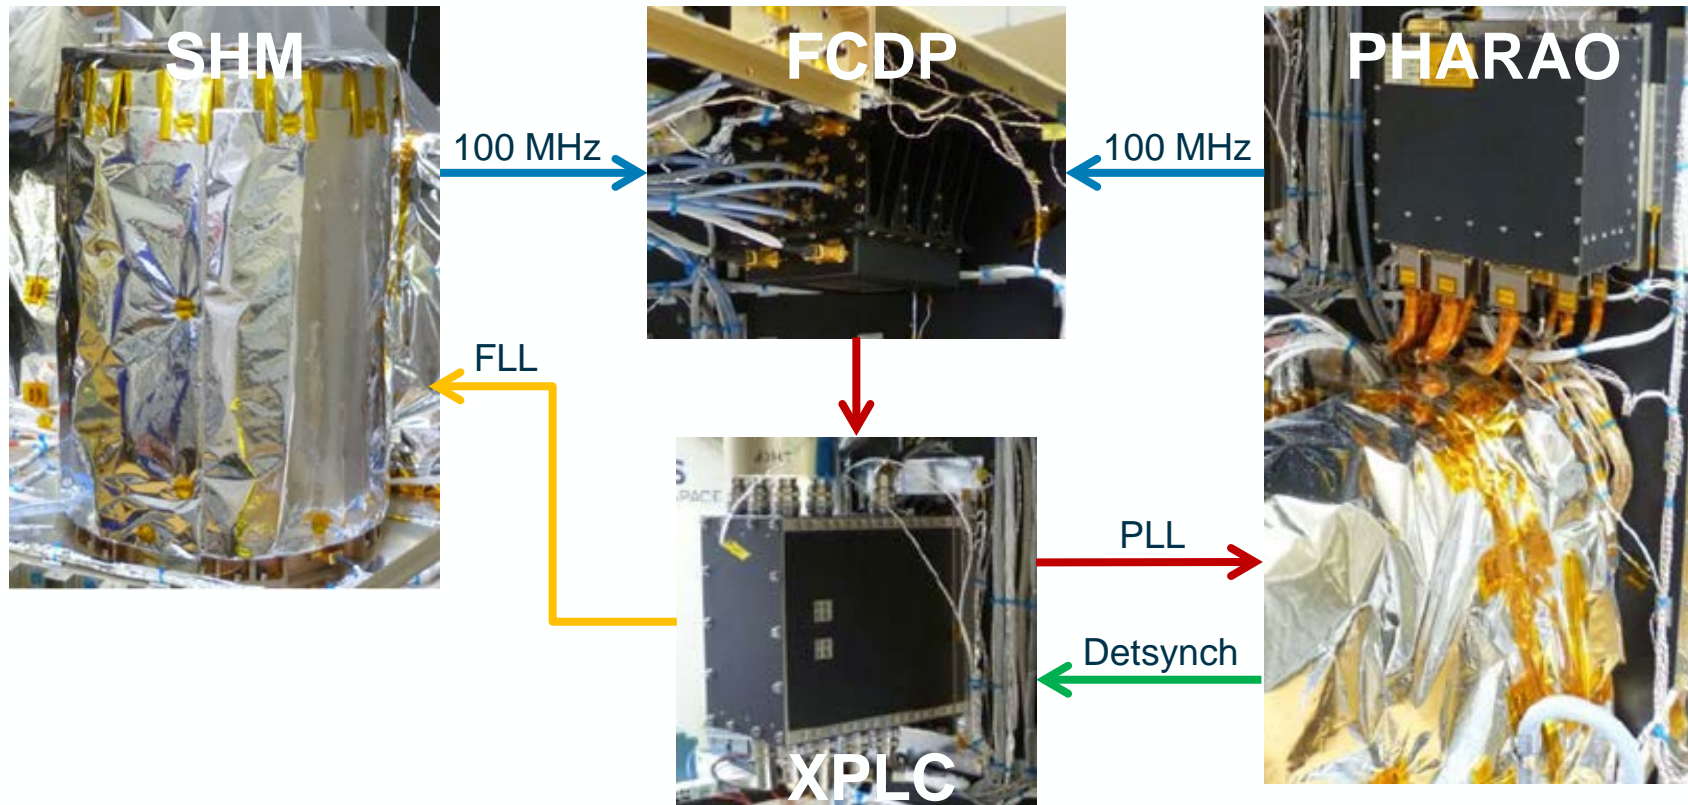 SHM
FCDP
PHARAO
100 MHz
100 MHz
FLL
PLL
Detsynch
XPLC